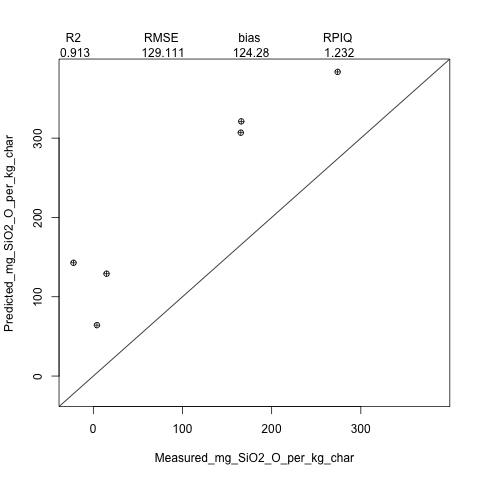 R2 RMSE bias RPIQ
0.913 129.111 124.28 1.232
Predicted_mg_SiO2_O_per_kg_char
300
200
100
0
0 100 200 300
Measured_mg_SiO2_O_per_kg_char